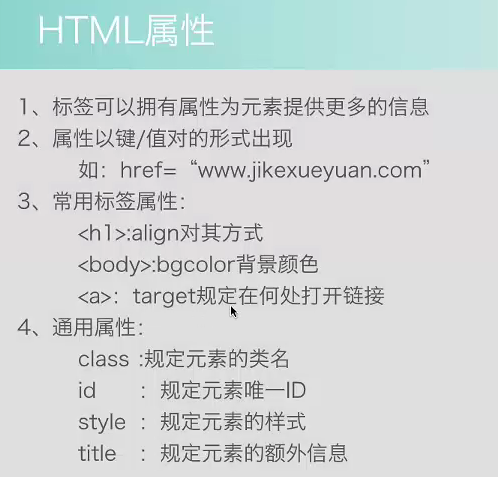 HTML属性
1、标签可以拥有属性为元素提供更多的信息
2、属性以键/值对的形式出现
如：href=“www.jikexueyuan.com”
3、常用标签属性：
<h1>:align对其方式
<body>:bgcolor背景颜色
<a>：target规定在何处打开链接
4、通用属性：
class :规定元素的类名
id ：规定元素唯一ID
style ：规定元素的样式
title ：规定元素的额外信息